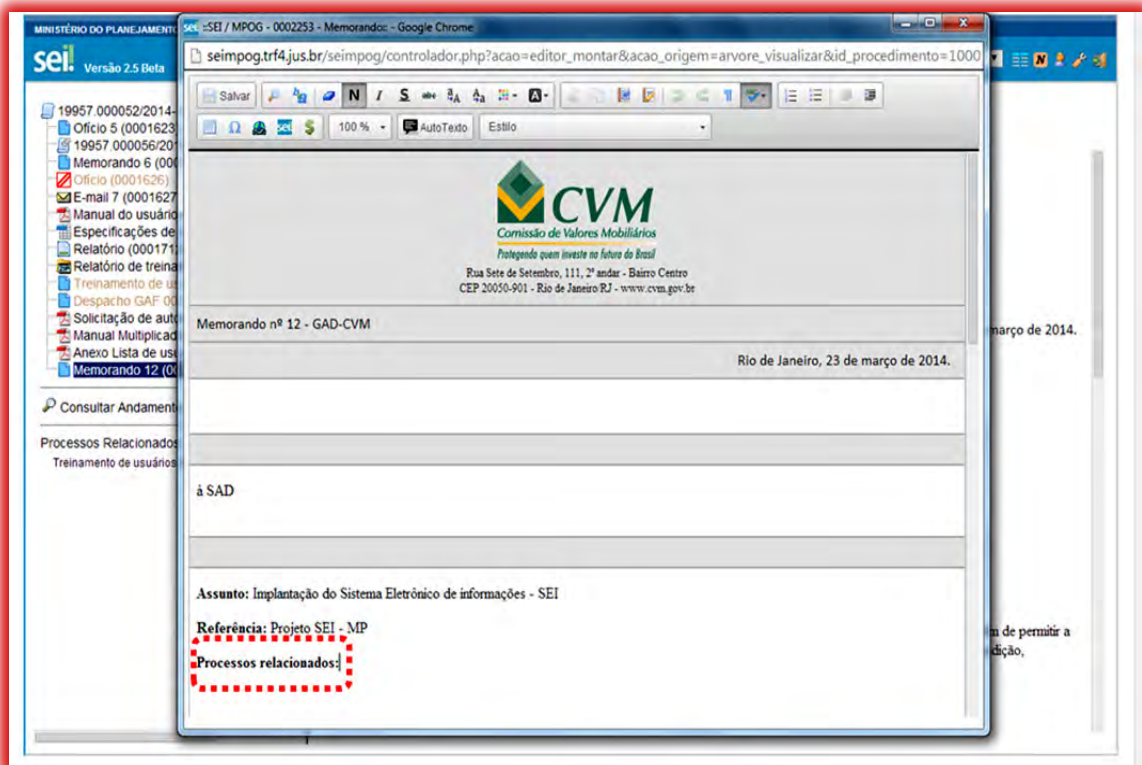 MINISTÉRIO DO PLANEJAMENTO
sei! Versão 2.5 Beta
19957.000052/2014-
Ofício 5 (0001623
19957.000056/20
Memorando 6 (000
Ofício (0001626)
E-mail 7 (0001627
Manual do usuário
Especificações de
Relatório (000171
Relatório de treina
Treinamento de us
Despacho GAF 00
Solicitação de auto
Manual Multiplicad
Anexo Lista de usu
Memorando 12 (00
Consultar Andament
Processos Relacionados
Treinamento de usuários
sei. ::SEI / MPOG - 0002253 - Memorando:: - Google Chrome
seimpog.trf4.jus.br/seimpog/controlador.php?acao=editor_montar&acao_origem=arvore_visualizar&id_procedimento=1000
Salvar N I S
100 % AutoTexto Estilo
CVM
Comissão de Valores Mobiliários
Protegendo quem investe no futuro do Brasil
Rua Sete de Setembro, 111, 2º andar - Bairro Centro
CEP 20050-901 - Rio de Janeiro/RJ - www.cvm.gov.br
Memorando nº 12 - GAD-CVM
Rio de Janeiro, 23 de março de 2014.
à SAD
Assunto: Implantação do Sistema Eletrônico de informações - SEI
Referência: Projeto SEI - MP
Processos relacionados:
março de 2014.
m de permitir a
dição,